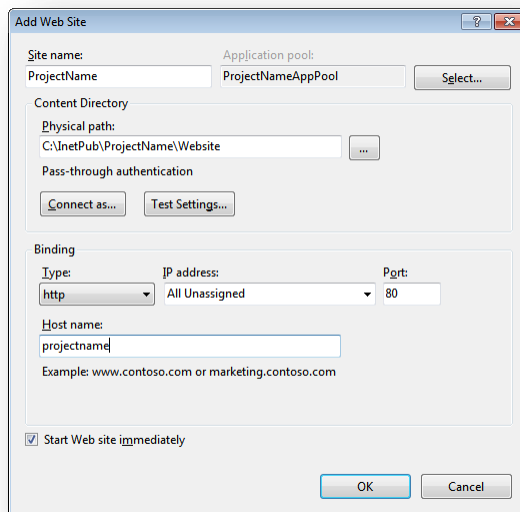 Add Web Site
Site name: Application pool:
ProjectName ProjectNameAppPool Select...
Content Directory
Physical path:
C:\InetPub\ProjectName\Website ...
Pass-through authentication
Connect as... Test Settings...
Binding
Type: IP address: Port:
http All Unassigned 80
Host name:
projectname
Example: www.contoso.com or marketing.contoso.com
Start Web site immediately
OK Cancel